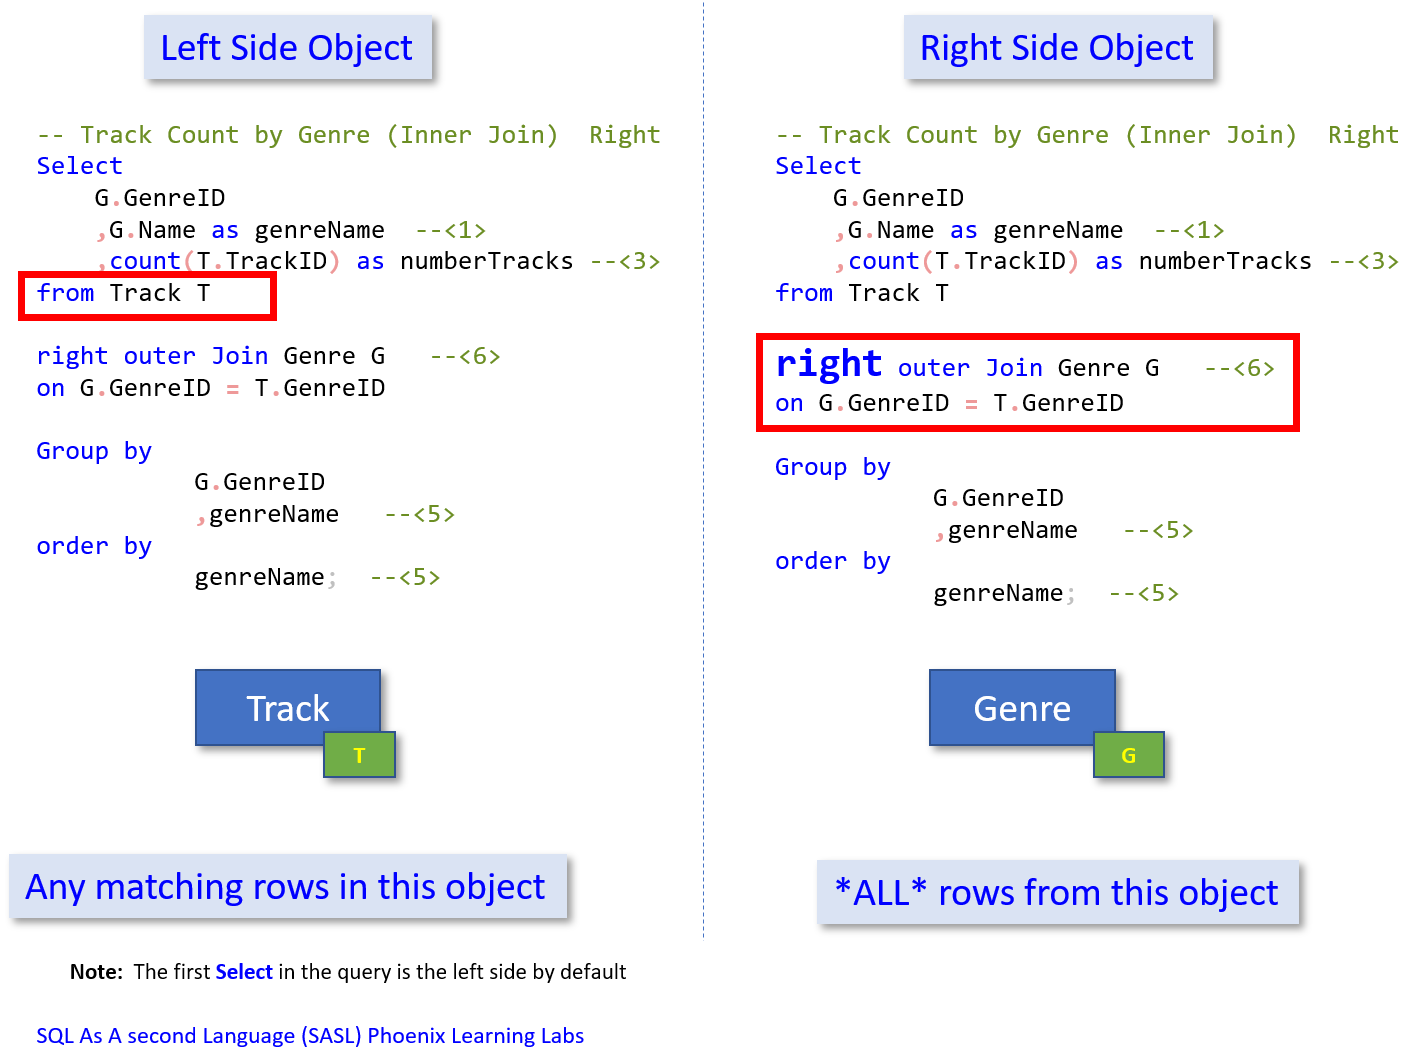 Left Side Object
-- Track Count by Genre (Inner Join)  Right
Select
    G.GenreID
    ,G.Name as genreName  --<1>
    ,count(T.TrackID) as numberTracks --<3>
from Track T
right outer Join Genre G   --<6>
on G.GenreID = T.GenreID
Group by
           G.GenreID
           ,genreName   --<5>
order by
           genreName;  --<5>
Track
T
Any matching rows in this object
Right Side Object
-- Track Count by Genre (Inner Join)  Right
Select
    G.GenreID
    ,G.Name as genreName  --<1>
    ,count(T.TrackID) as numberTracks --<3>
from Track T
right outer Join Genre G   --<6>
on G.GenreID = T.GenreID
Group by
           G.GenreID
           ,genreName   --<5>
order by
           genreName;  --<5>
Genre
G
*ALL* rows from this object
Note:  The first Select in the query is the left side by default
SQL As A second Language (SASL) Phoenix Learning Labs